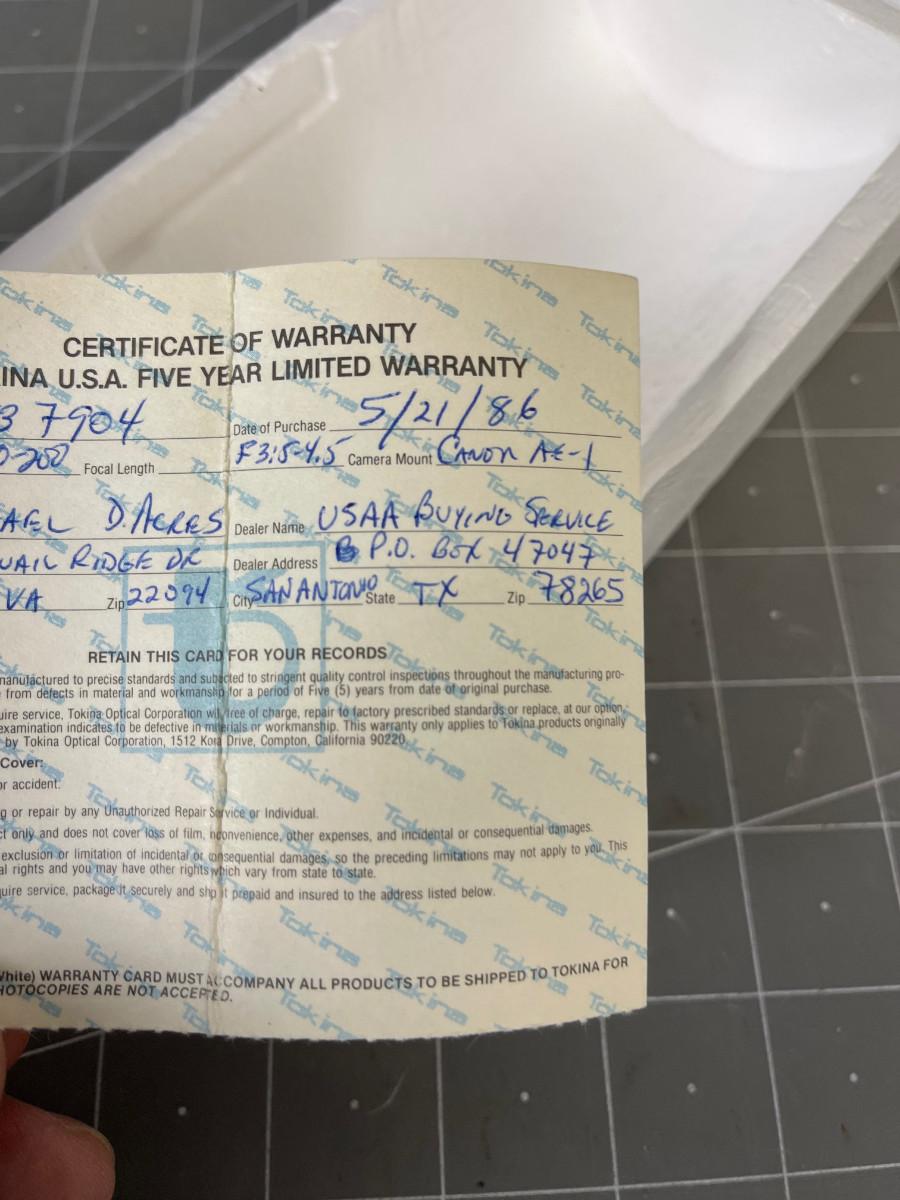 CERTIFICATE OF WARRANTY
INA U.S.A. FIVE YEAR LIMITED WARRANTY
3 7904 Date of Purchase 5/21/86
0-200 Focal Length F3:5-4.5 Camera Mount CANON AE-1
AEL D. ACRES Dealer Name USAA BUYING SERVICE
UAIL RIDGE DR Dealer Address P.O. BOX 47047
VA Zip 22094 City SAN ANTONIO State TX Zip 78265
RETAIN THIS CARD FOR YOUR RECORDS
manufactured to precise standards and subjected to stringent quality control inspections throughout the manufacturing pro-
from defects in material and workmanship for a period of Five (5) years from date of original purchase.
uire service, Tokina Optical Corporation will, free of charge, repair to factory prescribed standards or replace, at our option,
examination indicates to be defective in materials or workmanship. This warranty only applies to Tokina products originally
by Tokina Optical Corporation, 1512 Kona Drive, Compton, California 90220.
Cover:
or accident.
g or repair by any Unauthorized Repair Service or Individual.
ct only and does not cover loss of film, inconvenience, other expenses, and incidental or consequential damages.
exclusion or limitation of incidental or consequential damages, so the preceding limitations may not apply to you. This
al rights and you may have other rights which vary from state to state.
quire service, package it securely and ship it prepaid and insured to the address listed below.
White) WARRANTY CARD MUST ACCOMPANY ALL PRODUCTS TO BE SHIPPED TO TOKINA FOR
HOTOCOPIES ARE NOT ACCEPTED.